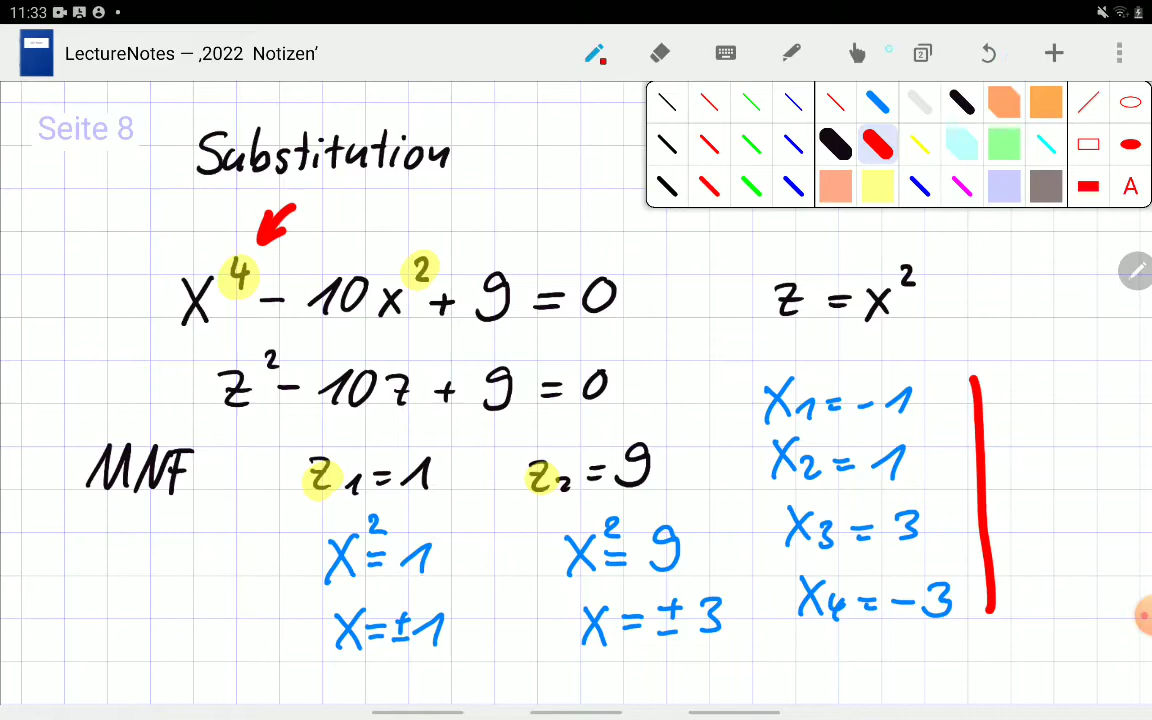 11:33
LectureNotes — ‚2022 Notizen’
2
A
Seite 8
Substitution
x⁴ - 10x² + 9 = 0
z = x²
z² - 10z + 9 = 0
MNF z₁ = 1 z₂ = 9
x² = 1 x² = 9
x = ±1 x = ±3
x₁ = -1
x₂ = 1
x₃ = 3
x₄ = -3